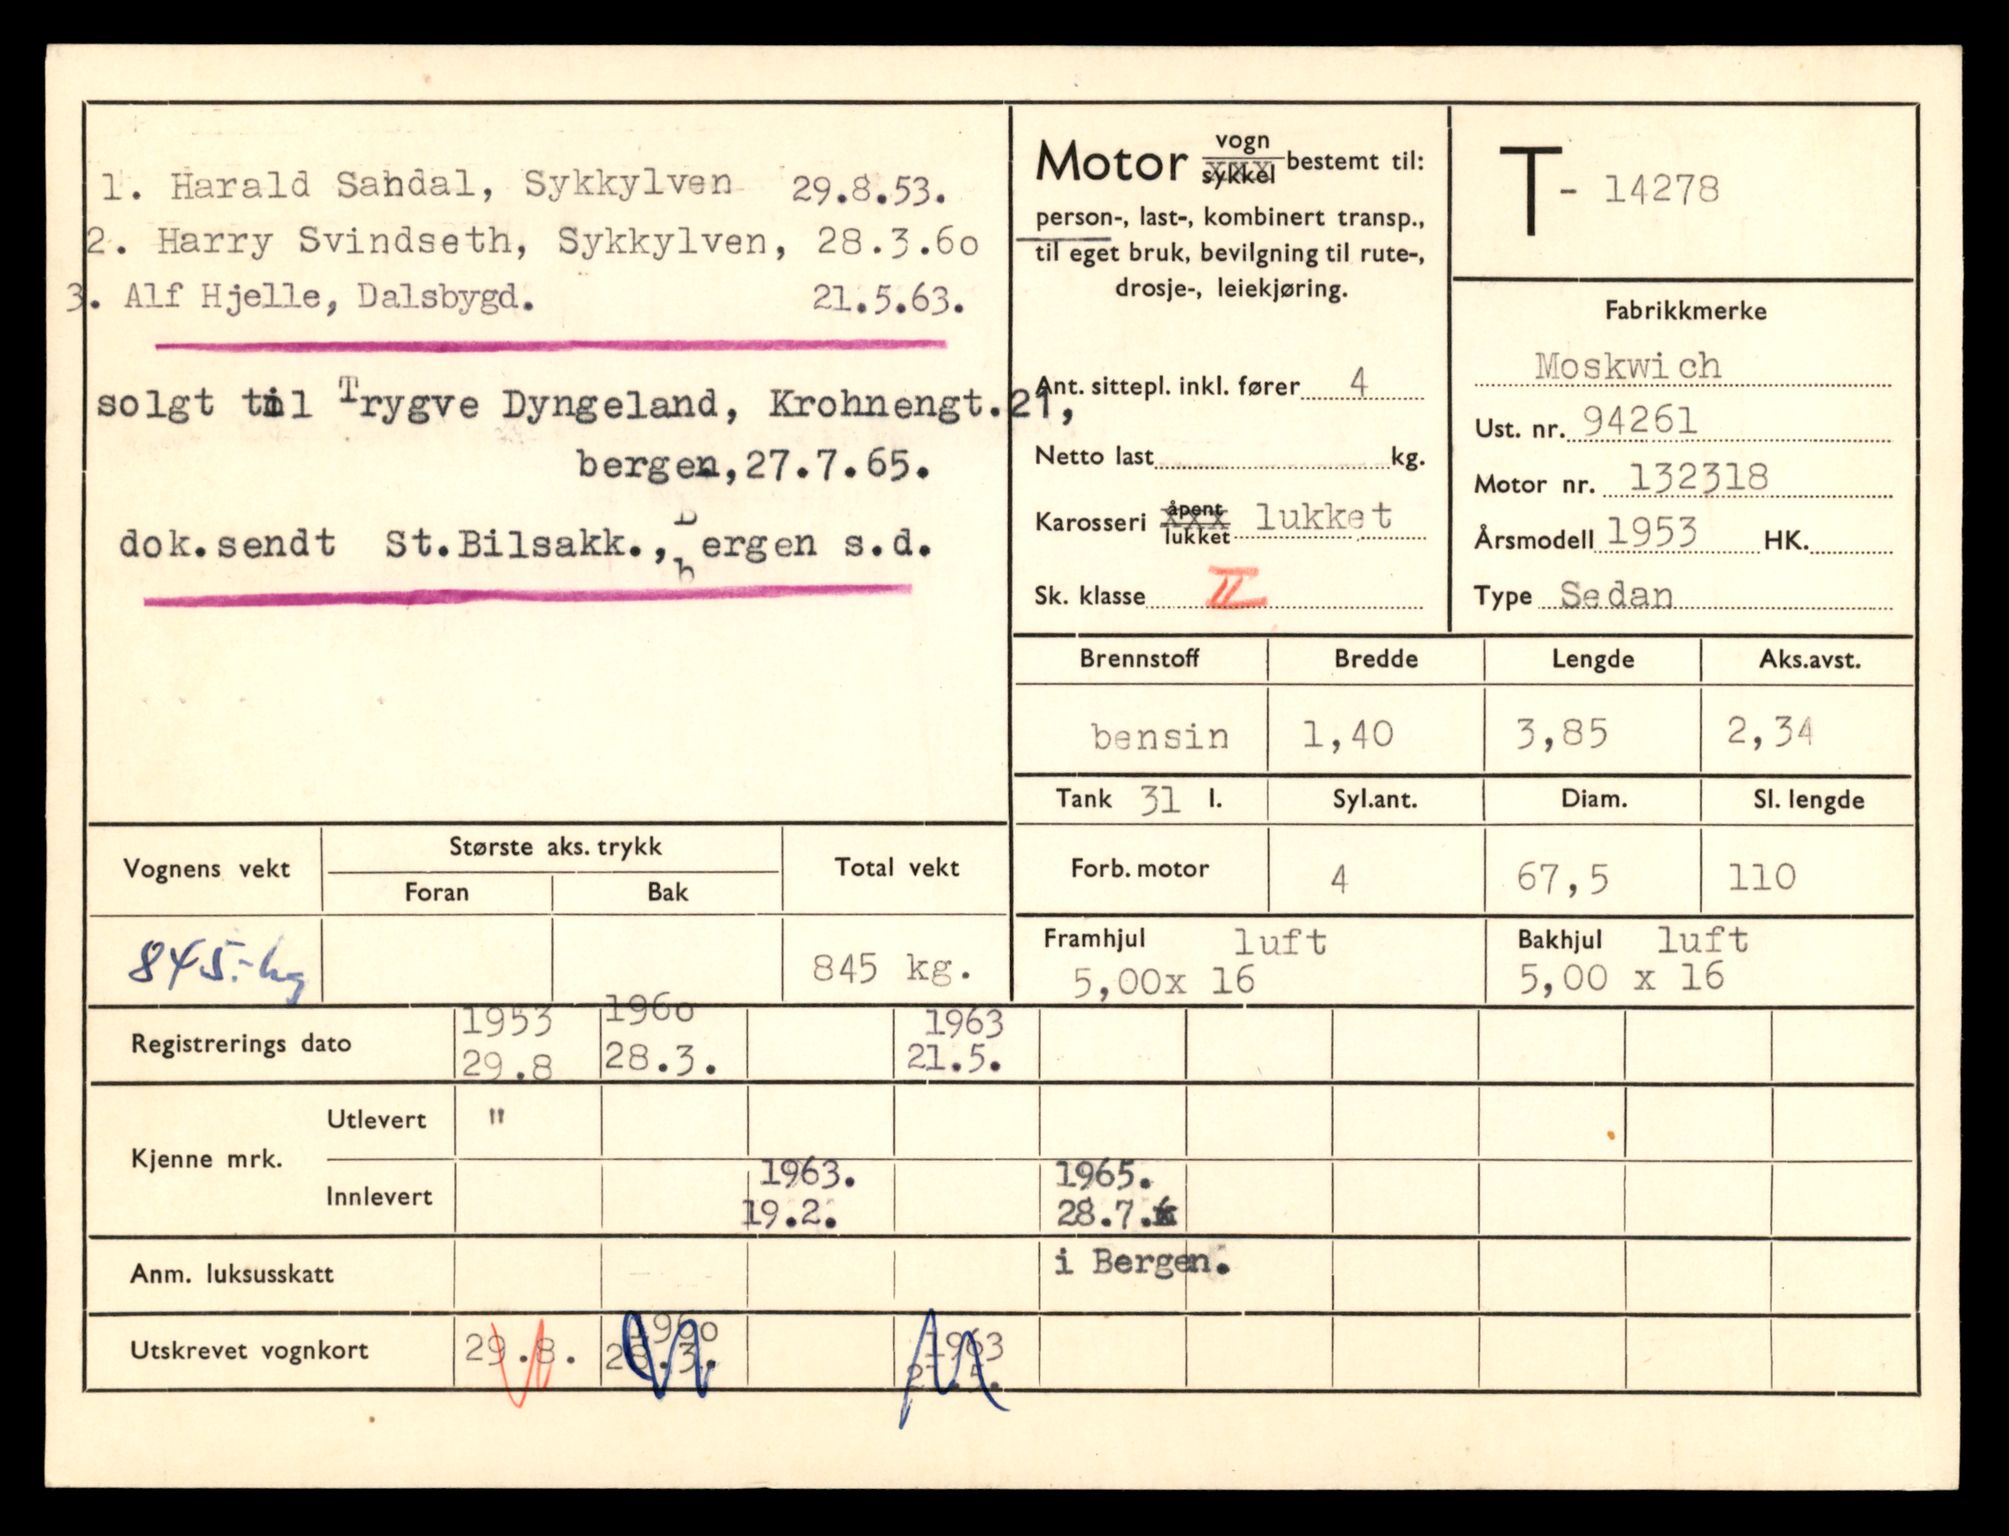 1. Harald Sandal, Sykkylven 29.8.53.
2. Harry Svindseth, Sykkylven, 28.3.60
3. Alf Hjelle, Dalsbygd. 21.5.63.
solgt til Trygve Dyngeland, Krohnengt.21,
bergen,27.7.65.
dok.sendt St.Bilsakk., Bergen s.d.
Motor vogn sykkel bestemt til:
person-, last-, kombinert transp.,
til eget bruk, bevilgning til rute-,
drosje-, leiekjøring.
Ant. sittepl. inkl. fører 4
Netto last kg.
Karosseri åpent lukket lukket
Sk. klasse II
T - 14278
Fabrikkmerke
Moskwich
Ust. nr. 94261
Motor nr. 132318
Årsmodell 1953 HK.
Type Sedan
Brennstoff Bredde Lengde Aks.avst.
bensin 1,40 3,85 2,34
Tank 31 l. Syl.ant. Diam. Sl. lengde
Forb. motor 4 67,5 110
Framhjul luft Bakhjul luft
5,00x 16 5,00 x 16
Vognens vekt Største aks. trykk Total vekt
Foran Bak
845.- kg 845 kg.
1953 1960 1963
Registrerings dato 29.8 28.3. 21.5.
Utlevert "
Kjenne mrk.
1963. 1965.
Innlevert 19.2. 28.7.
i Bergen.
Anm. luksusskatt
1960 1963
Utskrevet vognkort 29.8. 28.3. 21.5.